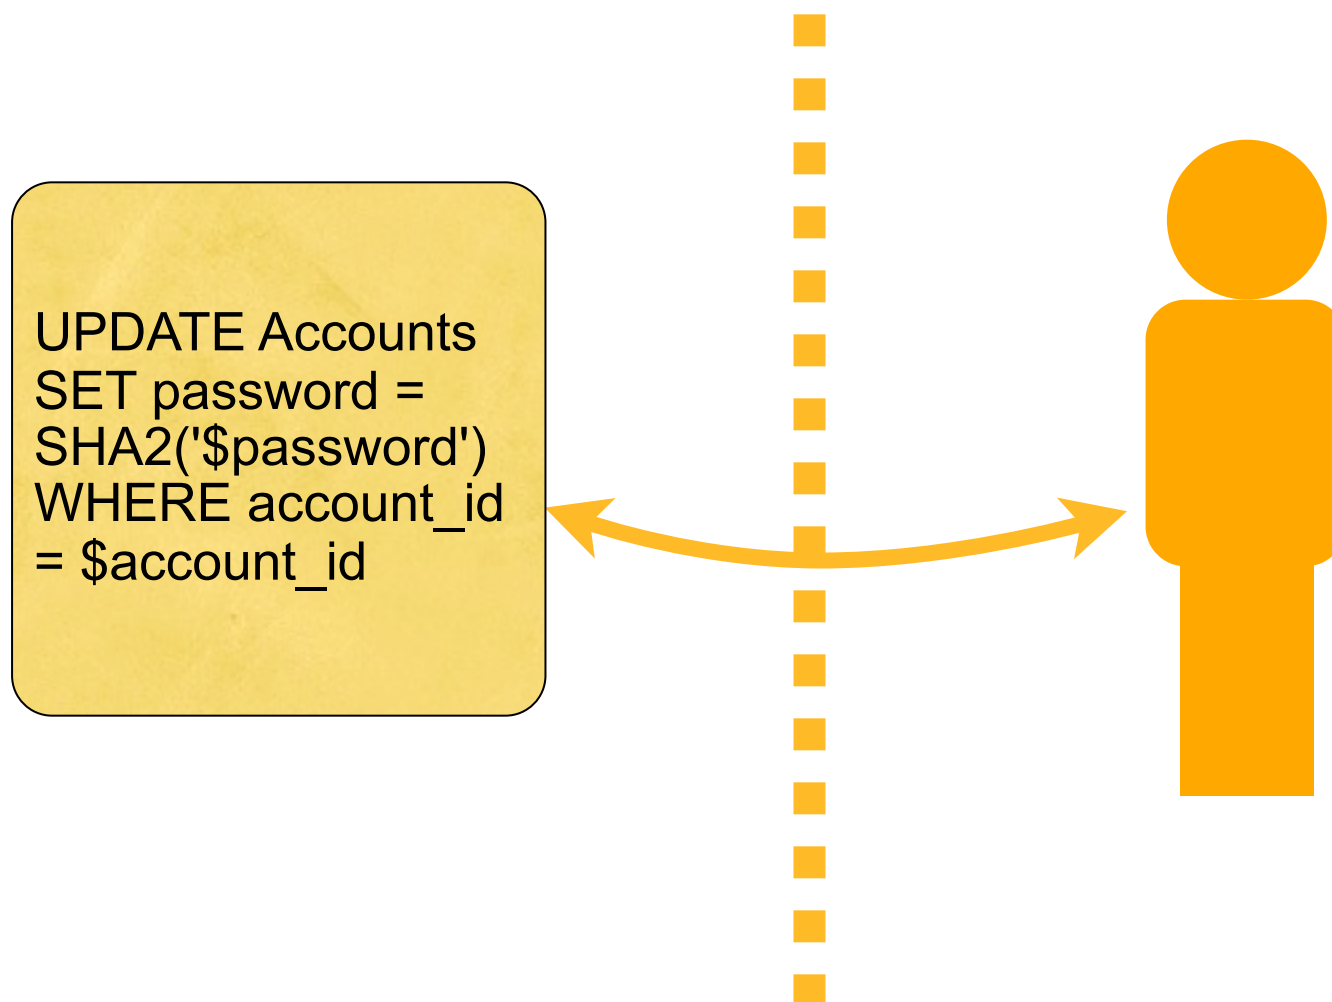 UPDATE Accounts
SET password =
SHA2('$password')
WHERE account_id
= $account_id